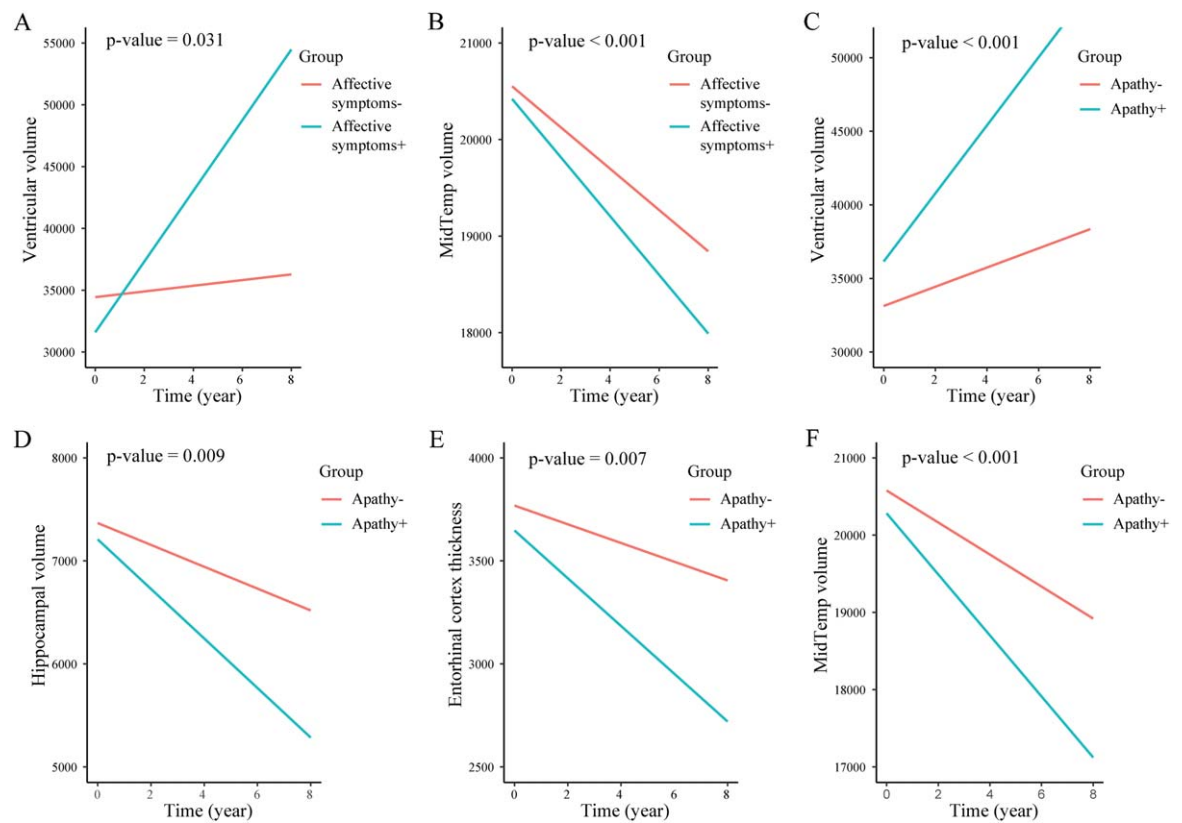 A
p-value = 0.031
Group
Affective
symptoms-
Affective
symptoms+
Ventricular volume
55000
50000
45000
40000
35000
30000
0 2 4 6 8
Time (year)
B
p-value < 0.001
Group
Affective
symptoms-
Affective
symptoms+
MidTemp volume
21000
20000
19000
18000
0 2 4 6 8
Time (year)
C
p-value < 0.001
Group
Apathy-
Apathy+
Ventricular volume
50000
45000
40000
35000
30000
0 2 4 6 8
Time (year)
D
p-value = 0.009
Group
Apathy-
Apathy+
Hippocampal volume
8000
7000
6000
5000
0 2 4 6 8
Time (year)
E
p-value = 0.007
Group
Apathy-
Apathy+
Entorhinal cortex thickness
4000
3500
3000
2500
0 2 4 6 8
Time (year)
F
p-value < 0.001
Group
Apathy-
Apathy+
MidTemp volume
21000
20000
19000
18000
17000
0 2 4 6 8
Time (year)